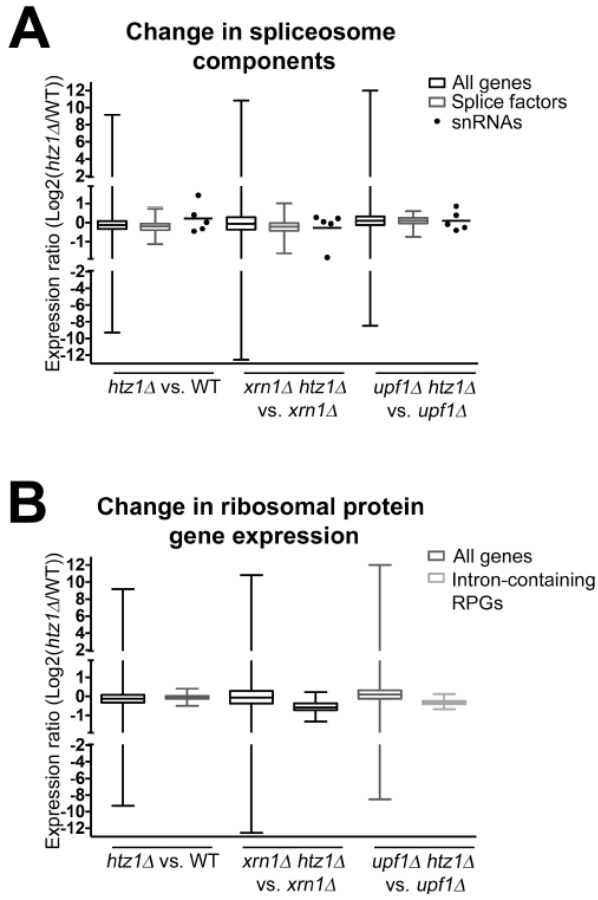 A
Change in spliceosome
components
Expression ratio (Log2(htz1Δ/WT))
12
10
8
6
4
2
1
0
-1
-2
-4
-6
-8
-10
-12
All genes
Splice factors
snRNAs
htz1Δ vs. WT
xrn1Δ htz1Δ
vs. xrn1Δ
upf1Δ htz1Δ
vs. upf1Δ
B
Change in ribosomal protein
gene expression
Expression ratio (Log2(htz1Δ/WT))
12
10
8
6
4
2
1
0
-1
-2
-4
-6
-8
-10
-12
All genes
Intron-containing
RPGs
htz1Δ vs. WT
xrn1Δ htz1Δ
vs. xrn1Δ
upf1Δ htz1Δ
vs. upf1Δ